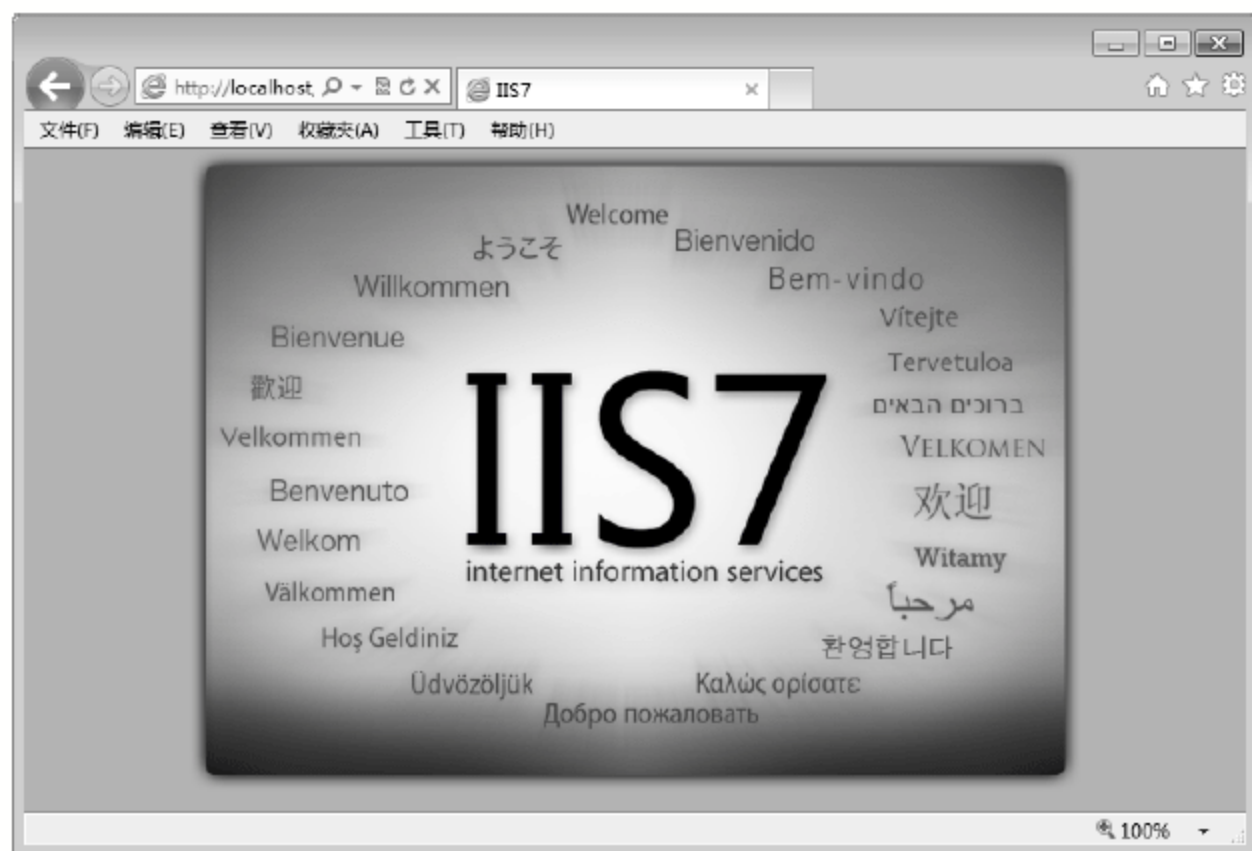 http://localhost, IIS7
文件(F) 编辑(E) 查看(V) 收藏夹(A) 工具(T) 帮助(H)
Welcome
ようこそ
Bienvenido
Willkommen
Bem-vindo
Vítejte
Bienvenue
Tervetuloa
歡迎
ברוכים הבאים
Velkommen
VELKOMEN
Benvenuto
欢迎
Welkom
IIS7
internet information services
Witamy
Välkommen
مرحباً
Hoş Geldiniz
환영합니다
Üdvözöljük
Καλώς ορίσατε
Добро пожаловать
100%